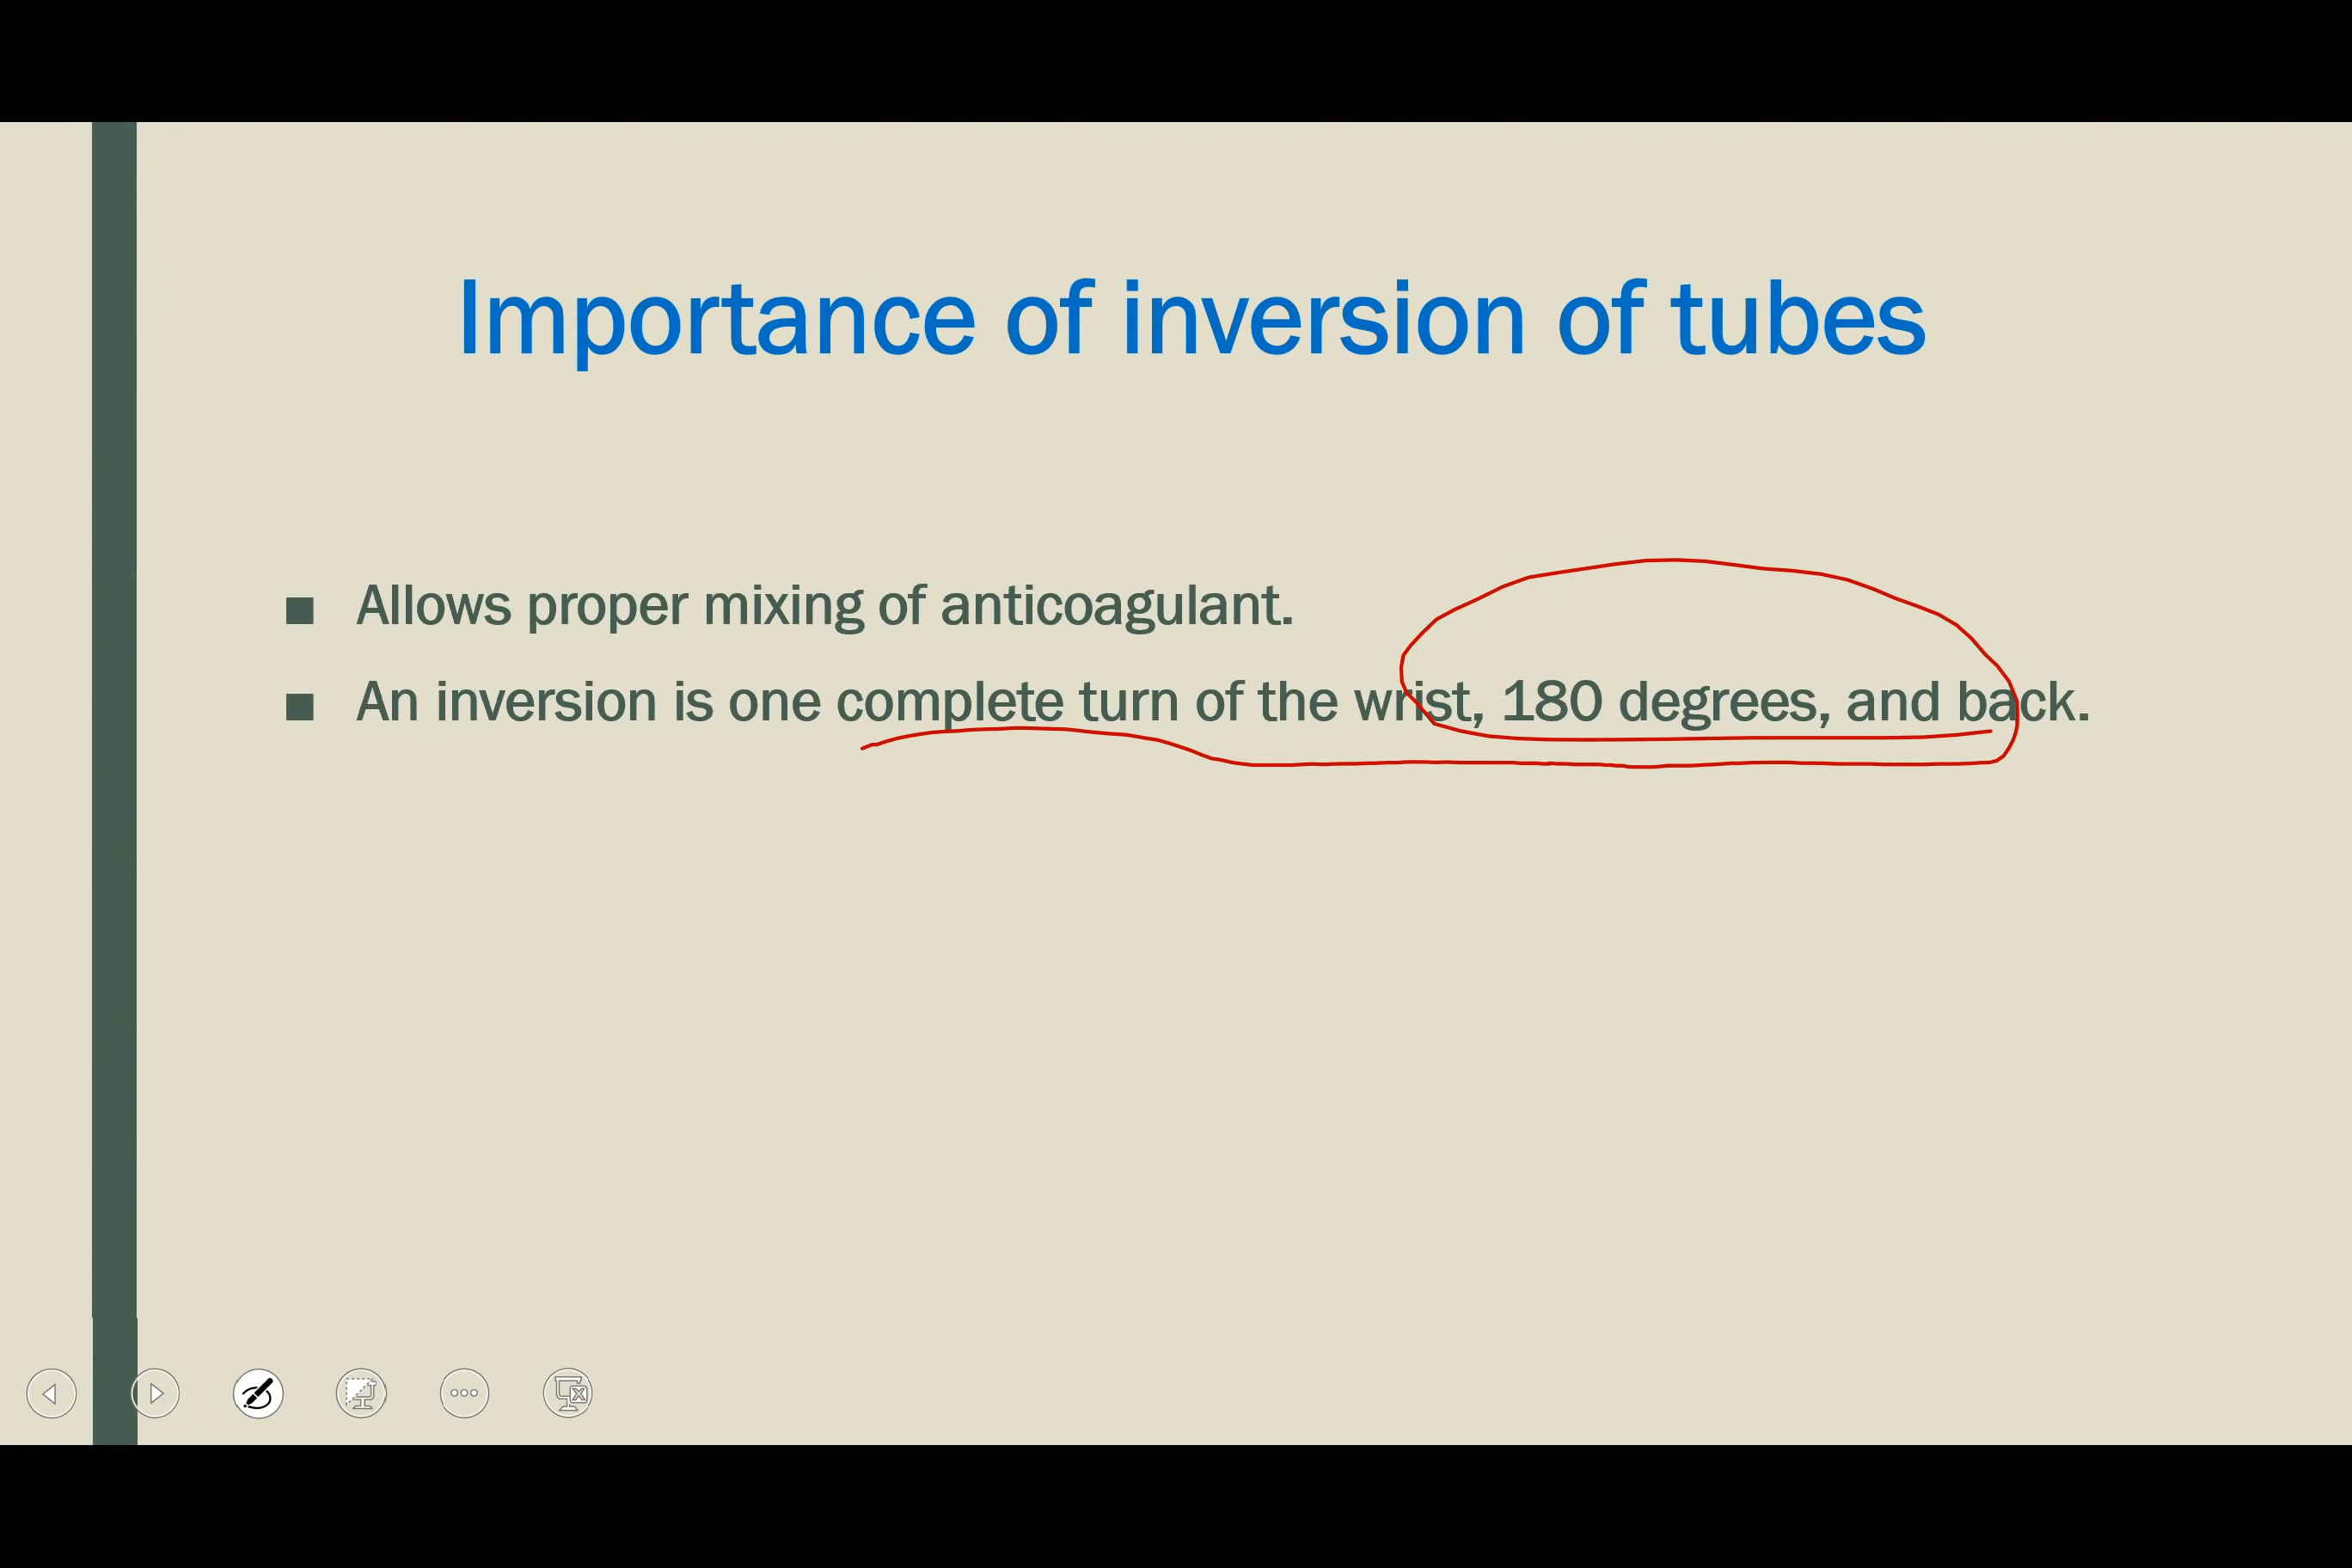 Importance of inversion of tubes
Allows proper mixing of anticoagulant.
An inversion is one complete turn of the wrist, 180 degrees, and back.